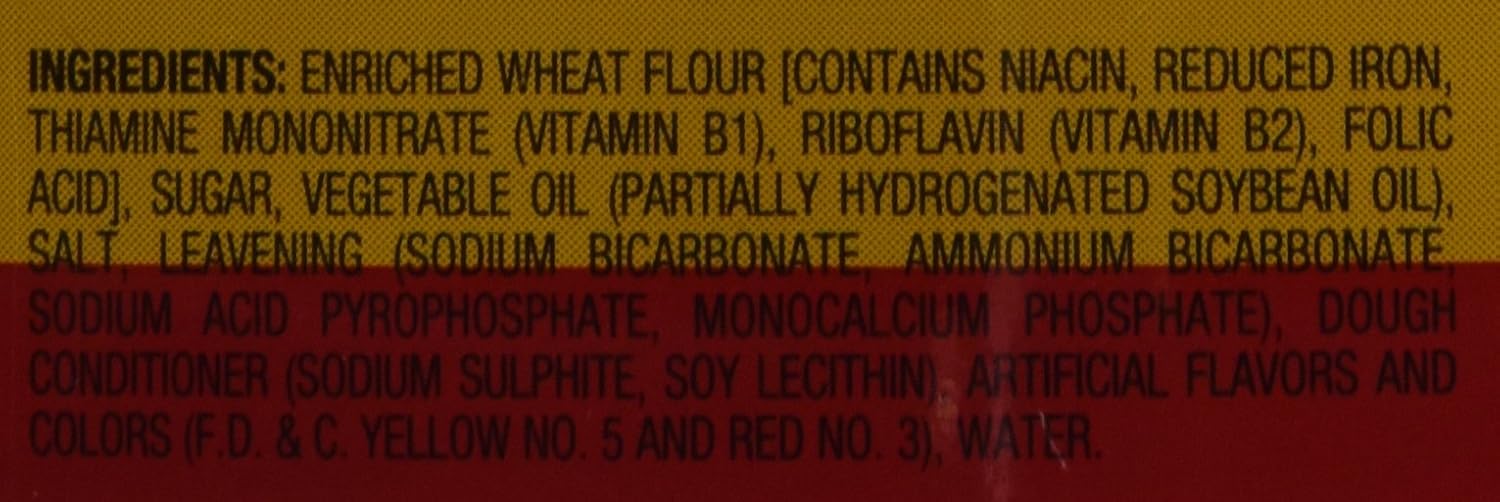 INGREDIENTS: ENRICHED WHEAT FLOUR [CONTAINS NIACIN, REDUCED IRON,
THIAMINE MONONITRATE (VITAMIN B1), RIBOFLAVIN (VITAMIN B2), FOLIC
ACID], SUGAR, VEGETABLE OIL (PARTIALLY HYDROGENATED SOYBEAN OIL),
SALT, LEAVENING (SODIUM BICARBONATE, AMMONIUM BICARBONATE,
SODIUM ACID PYROPHOSPHATE, MONOCALCIUM PHOSPHATE), DOUGH
CONDITIONER (SODIUM SULPHITE, SOY LECITHIN), ARTIFICIAL FLAVORS AND
COLORS (F.D. & C. YELLOW NO. 5 AND RED NO. 3), WATER.